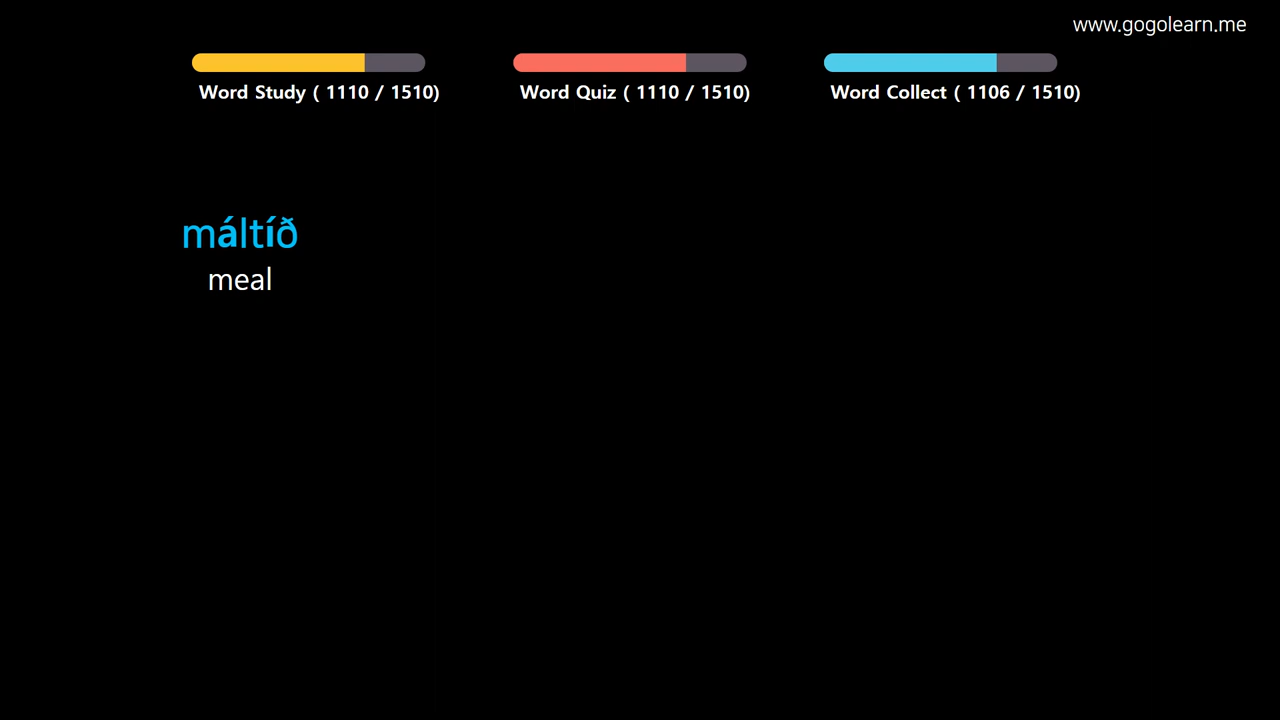 www.gogolearn.me
Word Study ( 1110 / 1510)
Word Quiz ( 1110 / 1510)
Word Collect ( 1106 / 1510)
máltíð
meal